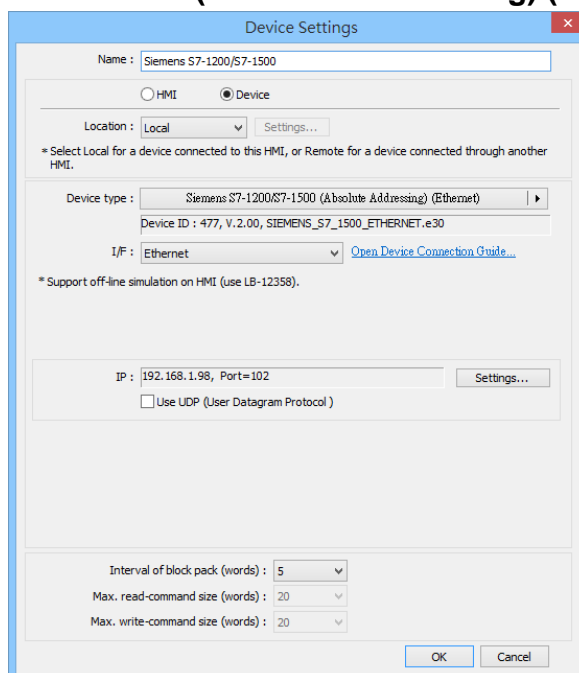 Device Settings
Name : Siemens S7-1200/S7-1500
HMI Device
Location : Local Settings...
* Select Local for a device connected to this HMI, or Remote for a device connected through another
HMI.
Device type : Siemens S7-1200/S7-1500 (Absolute Addressing) (Ethernet)
Device ID : 477, V.2.00, SIEMENS_S7_1500_ETHERNET.e30
I/F : Ethernet Open Device Connection Guide...
* Support off-line simulation on HMI (use LB-12358).
IP : 192.168.1.98, Port=102 Settings...
Use UDP (User Datagram Protocol )
Interval of block pack (words) : 5
Max. read-command size (words) : 20
Max. write-command size (words) : 20
OK Cancel